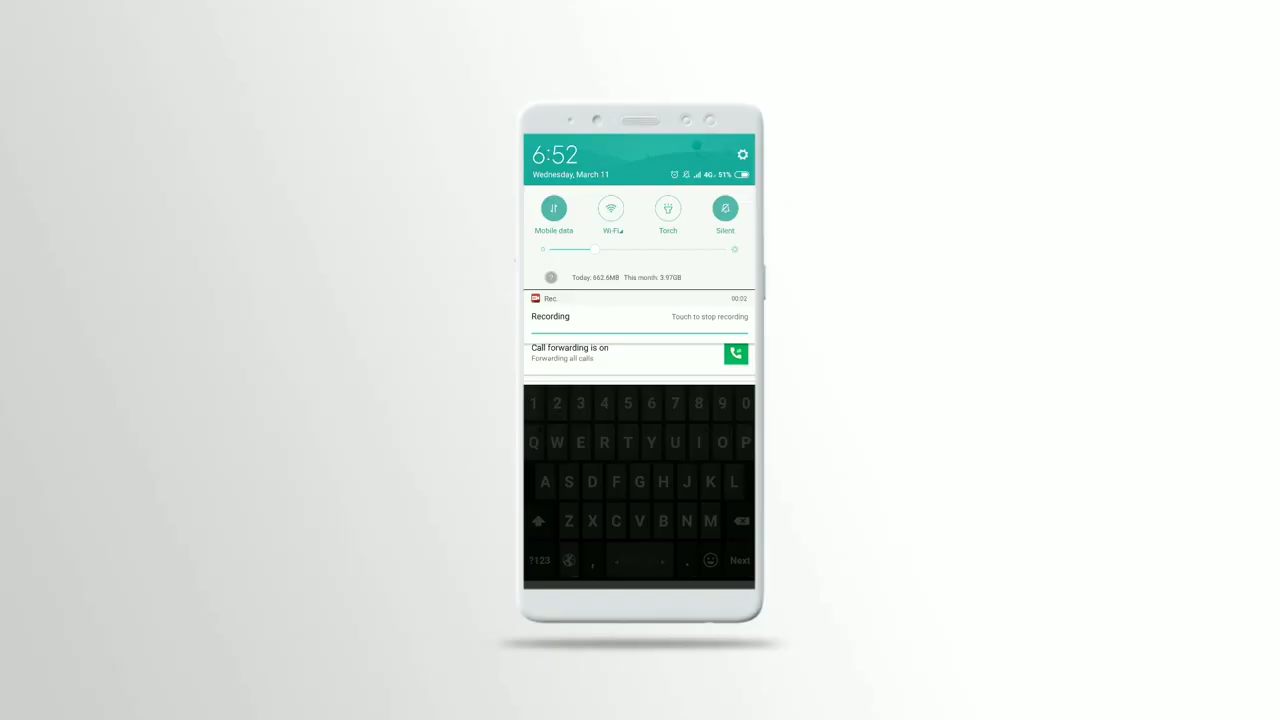 6:52
Wednesday, March 11
4G 51%
Mobile data Wi-Fi Torch Silent
Today: 662.6MB This month: 3.97GB
Rec. 00:02
Recording Touch to stop recording
Call forwarding is on
Forwarding all calls
1 2 3 4 5 6 7 8 9 0
Q W E R T Y U I O P
A S D F G H J K L
Z X C V B N M
?123 , . Next